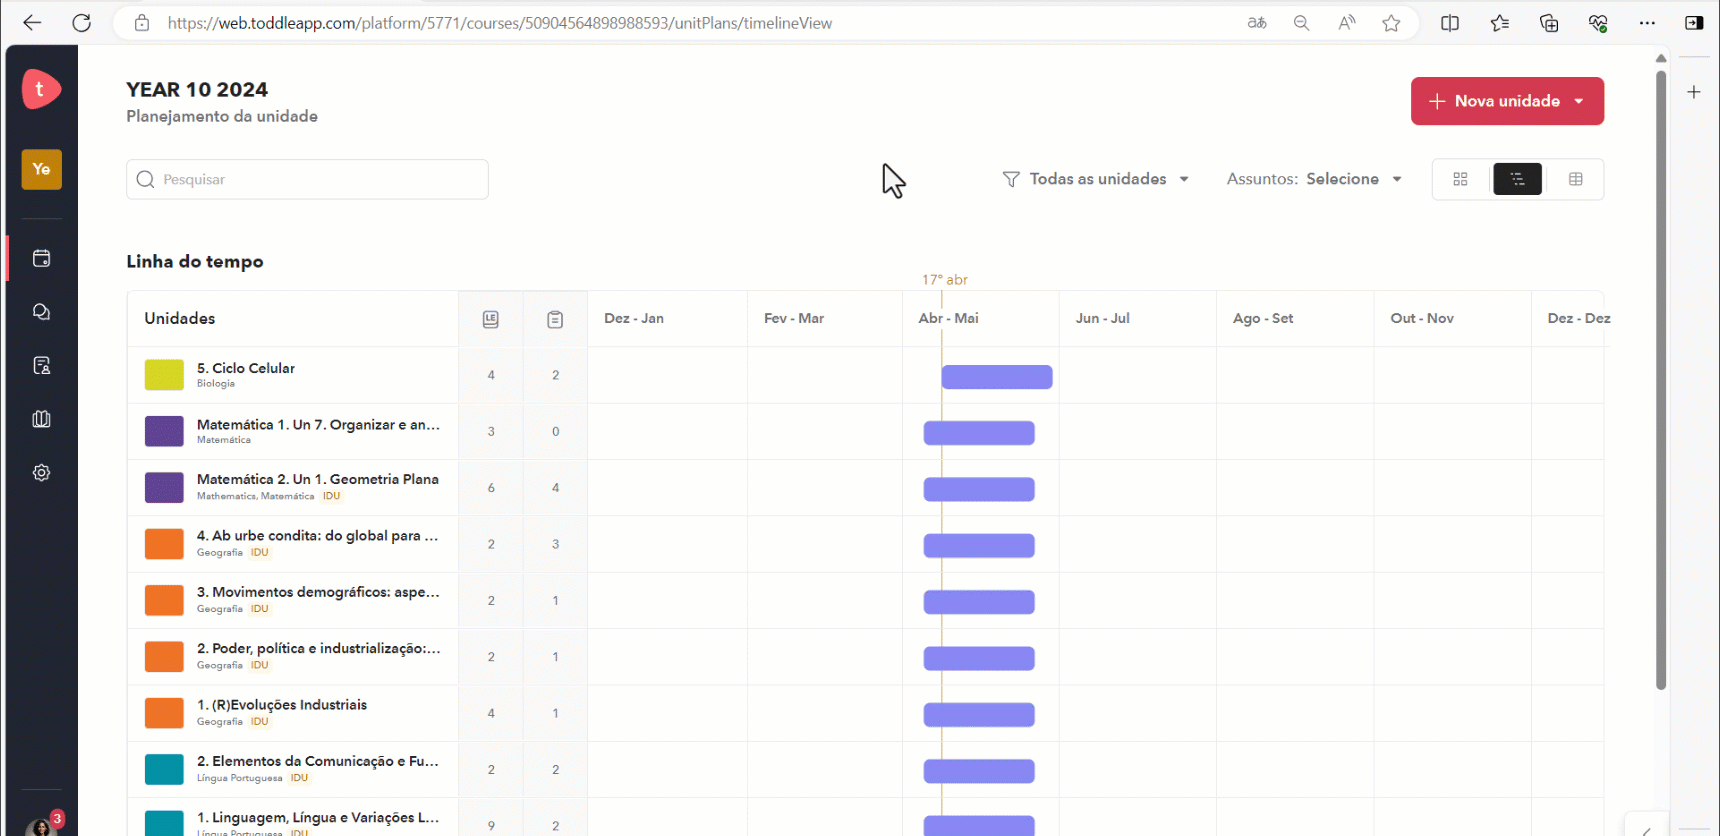 https://web.toddleapp.com/platform/5771/courses/50904564898988593/unitPlans/timelineView
aあ
A
t
YEAR 10 2024
Planejamento da unidade
Nova unidade
Ye
Pesquisar
Todas as unidades
Assuntos: Selecione
Linha do tempo
17º abr
Unidades
LE
Dez - Jan
Fev - Mar
Abr - Mai
Jun - Jul
Ago - Set
Out - Nov
Dez - Dez
5. Ciclo Celular
Biologia
4
2
Matemática 1. Un 7. Organizar e an...
Matemática
3
0
Matemática 2. Un 1. Geometria Plana
Mathematics, Matemática IDU
6
4
4. Ab urbe condita: do global para ...
Geografia IDU
2
3
3. Movimentos demográficos: aspe...
Geografia IDU
2
1
2. Poder, política e industrialização:...
Geografia IDU
2
1
1. (R)Evoluções Industriais
Geografia IDU
4
1
2. Elementos da Comunicação e Fu...
Língua Portuguesa IDU
2
2
1. Linguagem, Língua e Variações L...
Língua Portuguesa IDU
9
2
3